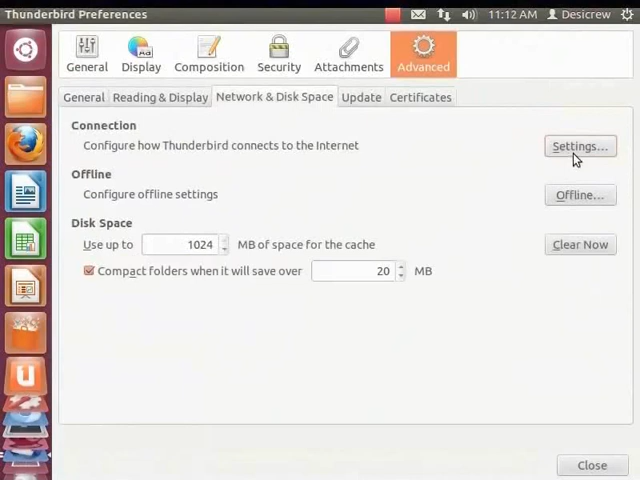 Thunderbird Preferences 11:12 AM Desicrew
General Display Composition Security Attachments Advanced
General Reading & Display Network & Disk Space Update Certificates
Connection
Configure how Thunderbird connects to the Internet Settings...
Offline
Configure offline settings Offline...
Disk Space
Use up to 1024 MB of space for the cache Clear Now
Compact folders when it will save over 20 MB
Close